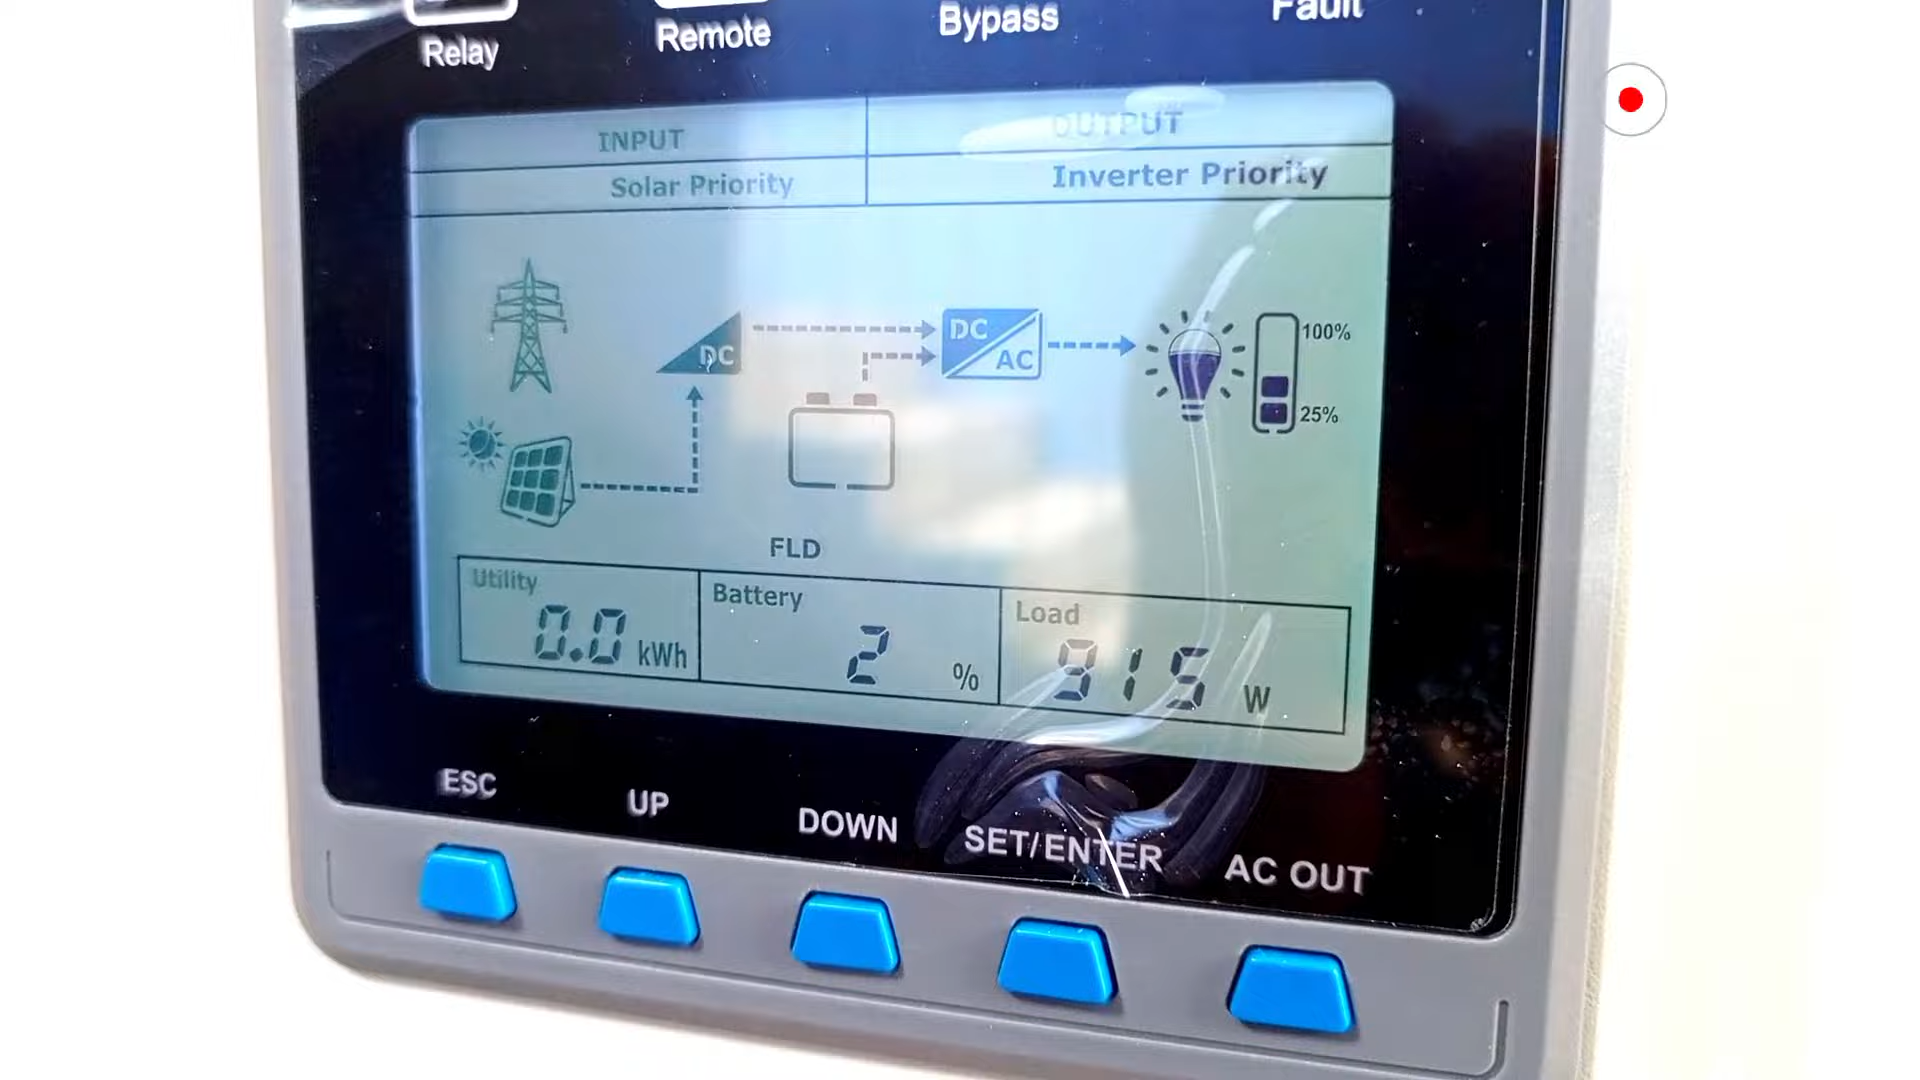 Relay
Remote
Bypass
Fault
INPUT
OUTPUT
Solar Priority
Inverter Priority
DC
DC
AC
100%
25%
FLD
Utility
0.0 kWh
Battery
2 %
Load
915 W
ESC
UP
DOWN
SET/ENTER
AC OUT